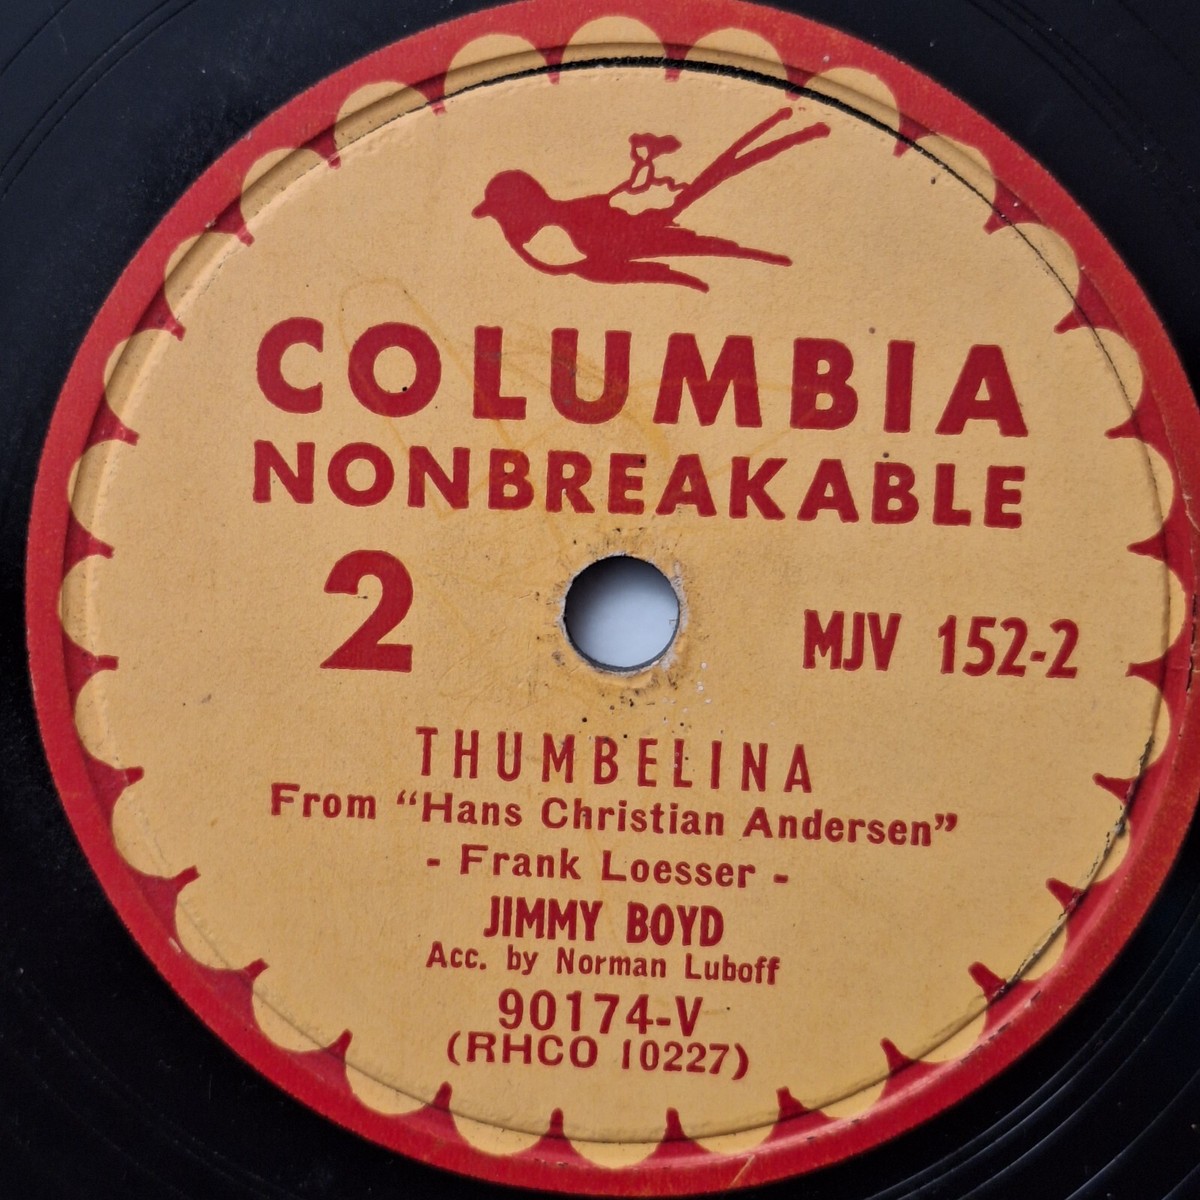 COLUMBIA
NONBREAKABLE
2 MJV 152-2
THUMBELINA
From “Hans Christian Andersen”
- Frank Loesser -
JIMMY BOYD
Acc. by Norman Luboff
90174-V
(RHCO 10227)